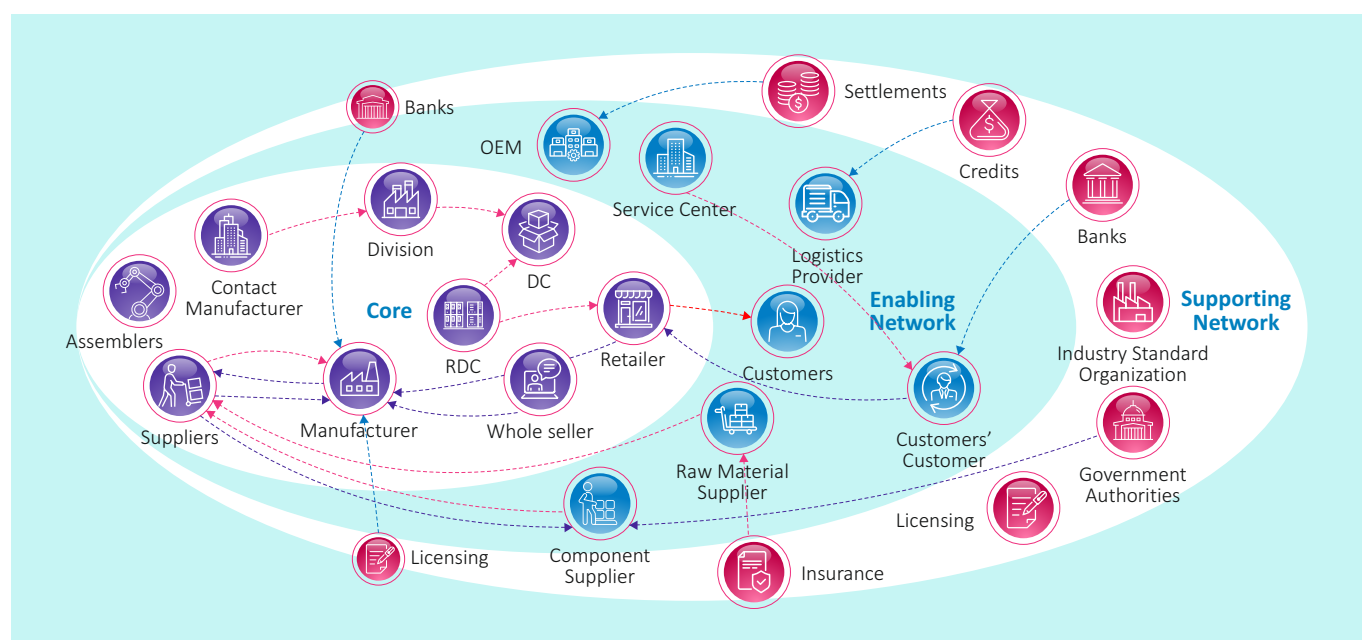 Banks
Settlements
OEM
Credits
Service Center
Banks
Division
Logistics
Provider
DC
Contact
Manufacturer
Core
Enabling
Network
Supporting
Network
Assemblers
RDC
Retailer
Customers
Industry Standard
Organization
Suppliers
Manufacturer
Whole seller
Customers’
Customer
Raw Material
Supplier
Government
Authorities
Licensing
Licensing
Component
Supplier
Insurance
$
$